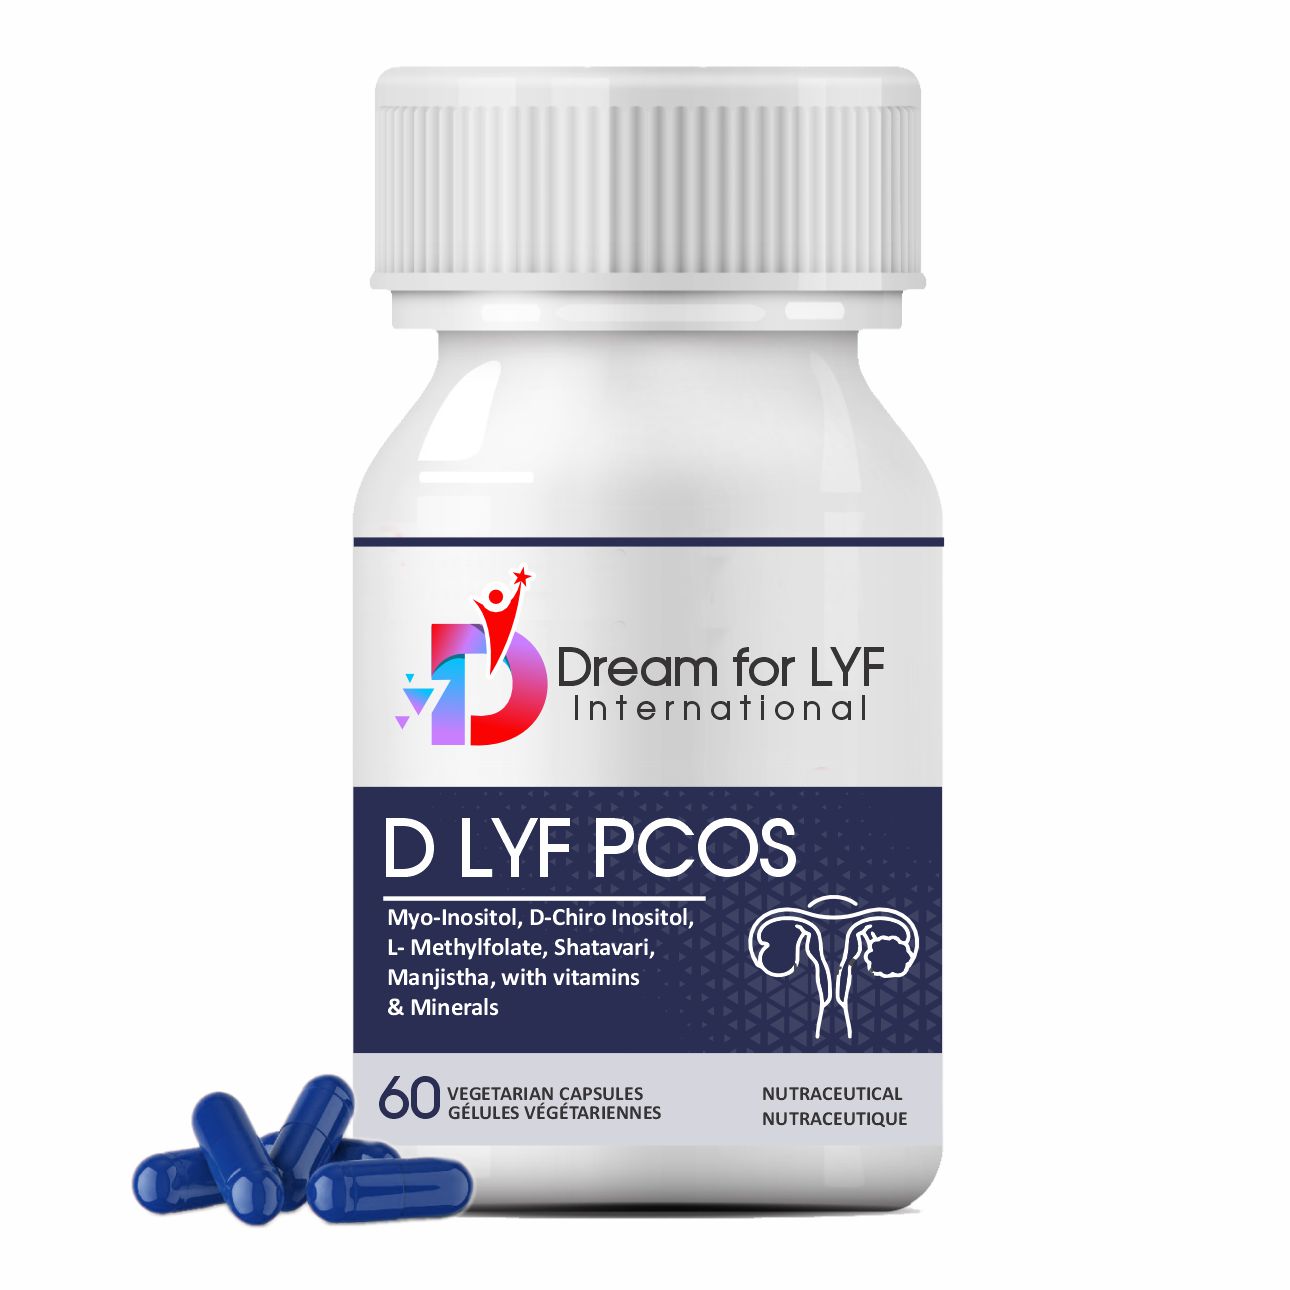 Dream for LYF
International
D LYF PCOS
Myo-Inositol, D-Chiro Inositol,
L- Methylfolate, Shatavari,
Manjistha, with vitamins
& Minerals
60 VEGETARIAN CAPSULES
GÉLULES VÉGÉTARIENNES
NUTRACEUTICAL
NUTRACEUTIQUE